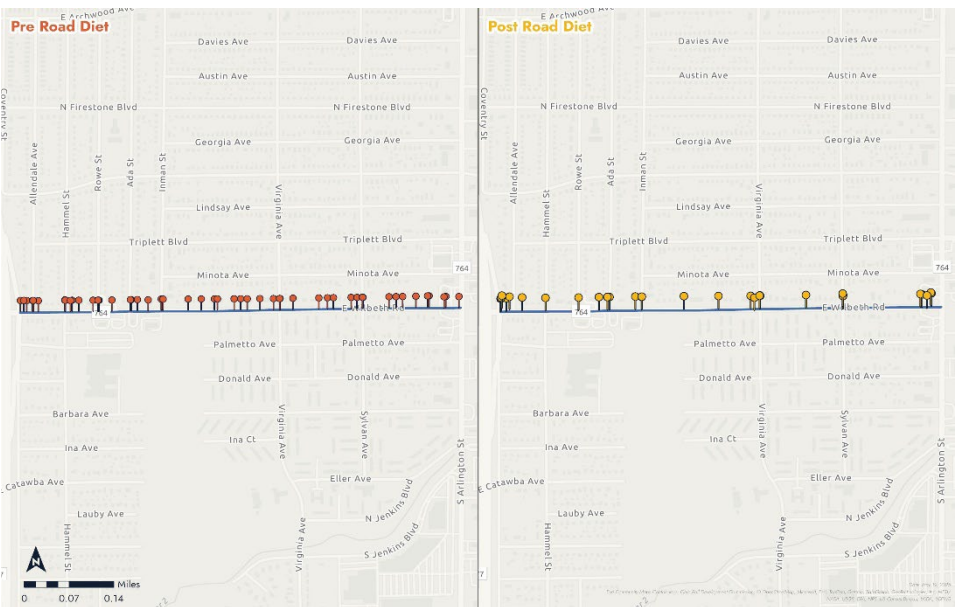 E Archwood Ave
Pre Road Diet
Davies Ave
Davies Ave
Austin Ave
Austin Ave
Coventry St
N Firestone Blvd
N Firestone Blvd
Georgia Ave
Georgia Ave
Allendale Ave
Hammel St
Rowe St
Ada St
Inman St
Virginia Ave
Lindsay Ave
Triplett Blvd
Triplett Blvd
Minota Ave
Minota Ave
764
764
E Wilbeth Rd
Palmetto Ave
Palmetto Ave
Donald Ave
Donald Ave
Barbara Ave
Virginia Ave
Sylvan Ave
Ina Ct
Ina Ave
S Arlington St
E Catawba Ave
Eller Ave
Lauby Ave
N Jenkins Blvd
Hammel St
Virginia Ave
S Jenkins Blvd
7
N
Miles
0 0.07 0.14
E Archwood Ave
Post Road Diet
Davies Ave
Davies Ave
Austin Ave
Austin Ave
Coventry St
N Firestone Blvd
N Firestone Blvd
Georgia Ave
Georgia Ave
Allendale Ave
Hammel St
Rowe St
Ada St
Inman St
Virginia Ave
Lindsay Ave
Triplett Blvd
Triplett Blvd
Minota Ave
Minota Ave
764
764
E Wilbeth Rd
Palmetto Ave
Palmetto Ave
Donald Ave
Donald Ave
Barbara Ave
Virginia Ave
Sylvan Ave
Ina Ct
Ina Ave
S Arlington St
E Catawba Ave
Eller Ave
Lauby Ave
N Jenkins Blvd
Hammel St
Virginia Ave
S Jenkins Blvd
7